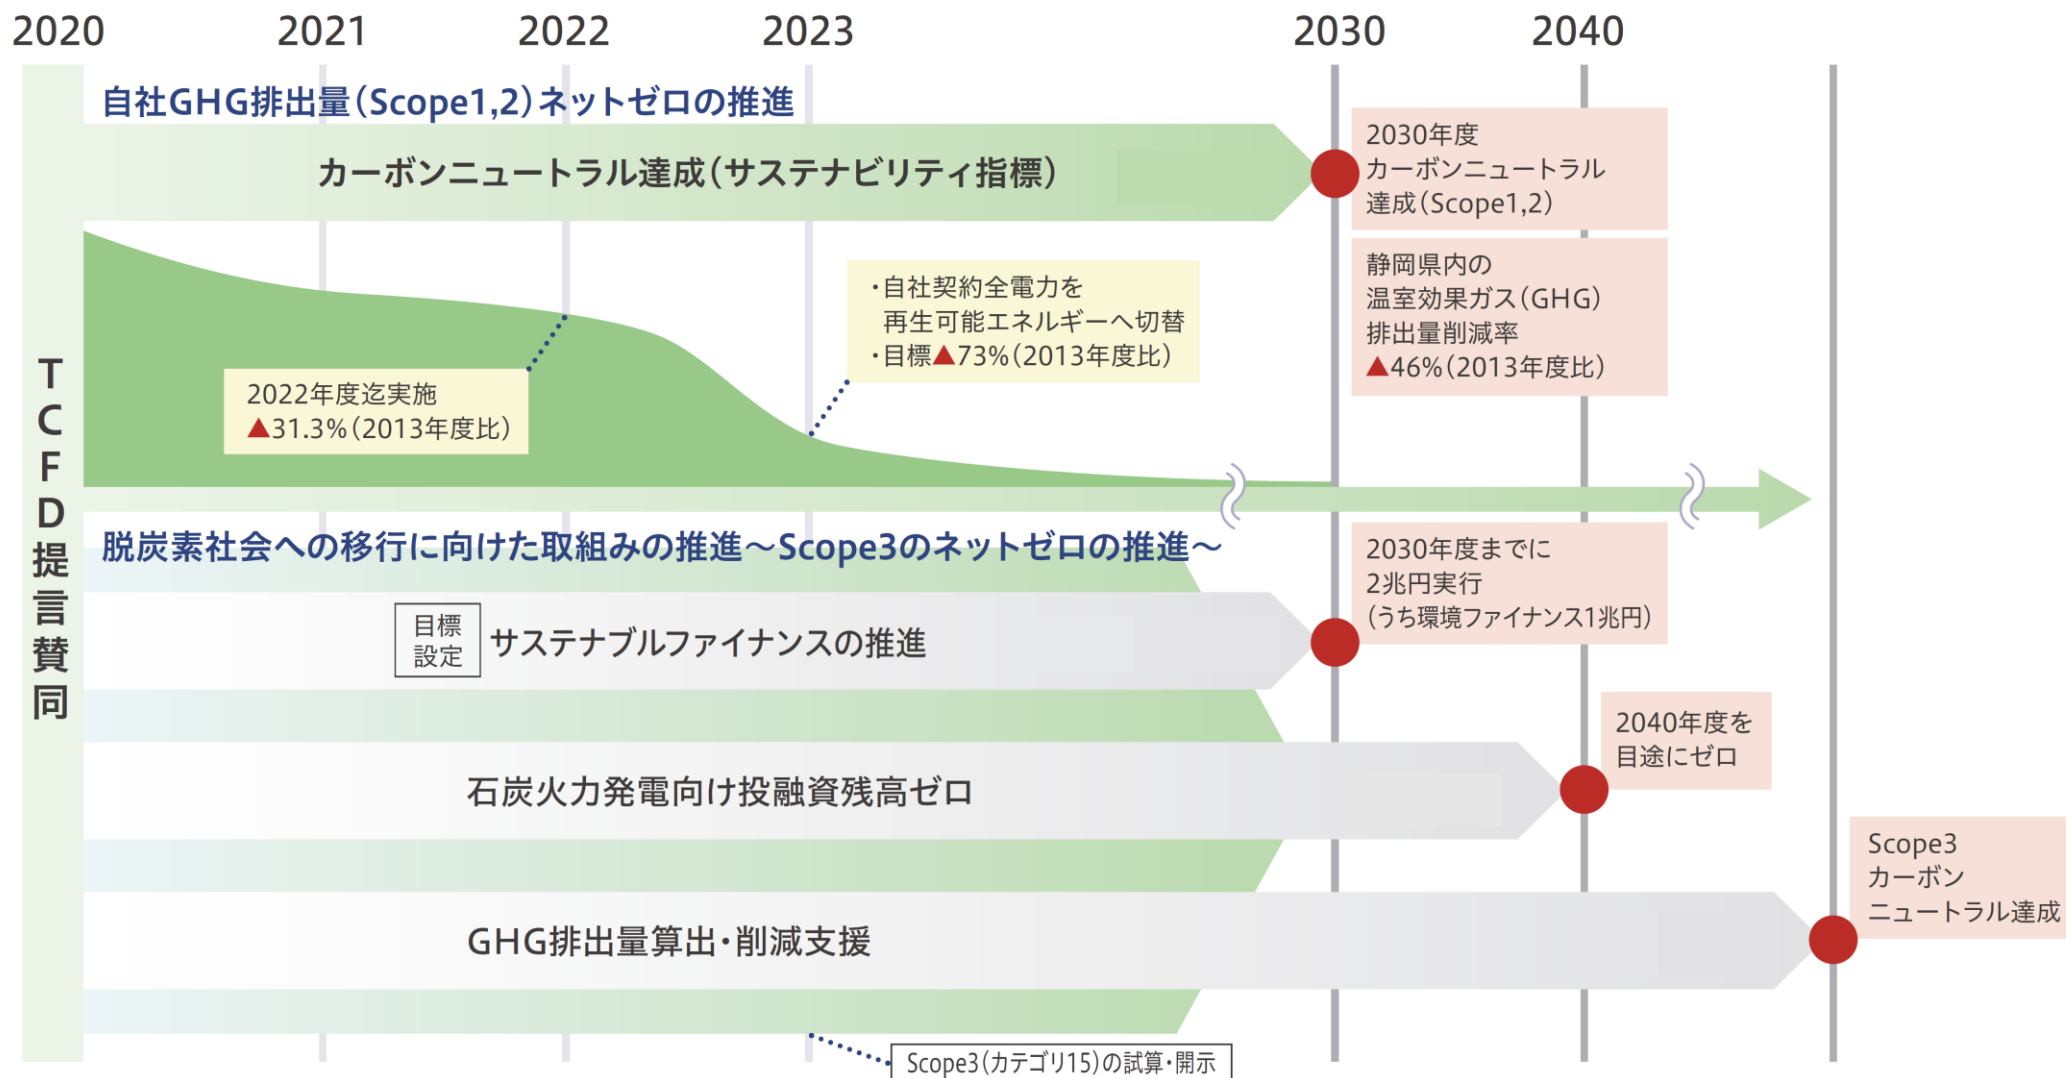 2020 2021 2022 2023 2030 2040
TCFD提言賛同
自社GHG排出量（Scope1,2）ネットゼロの推進
カーボンニュートラル達成（サステナビリティ指標）
2030年度
カーボンニュートラル
達成（Scope1,2）
静岡県内の
温室効果ガス（GHG）
排出量削減率
▲46%（2013年度比）
・自社契約全電力を
再生可能エネルギーへ切替
・目標▲73%（2013年度比）
2022年度迄実施
▲31.3%（2013年度比）
脱炭素社会への移行に向けた取組みの推進～Scope3のネットゼロの推進～
目標
設定
サステナブルファイナンスの推進
2030年度までに
2兆円実行
（うち環境ファイナンス1兆円）
石炭火力発電向け投融資残高ゼロ
2040年度を
目途にゼロ
GHG排出量算出・削減支援
Scope3
カーボン
ニュートラル達成
Scope3（カテゴリ15）の試算・開示